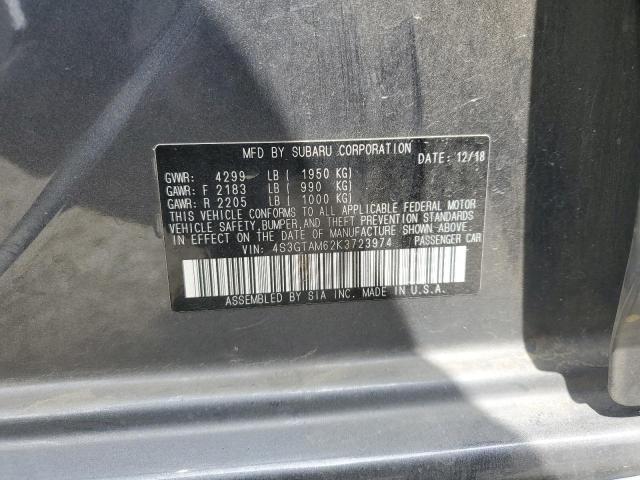 MFD BY SUBARU CORPORATION
DATE: 12/18
GVWR: 4299 LB ( 1950 KG)
GAWR: F 2183 LB ( 990 KG)
GAWR: R 2205 LB ( 1000 KG)
THIS VEHICLE CONFORMS TO ALL APPLICABLE FEDERAL MOTOR
VEHICLE SAFETY, BUMPER, AND THEFT PREVENTION STANDARDS
IN EFFECT ON THE DATE OF MANUFACTURE SHOWN ABOVE.
VIN: 4S3GTAM62K3723974 PASSENGER CAR
ASSEMBLED BY SIA INC. MADE IN U.S.A.